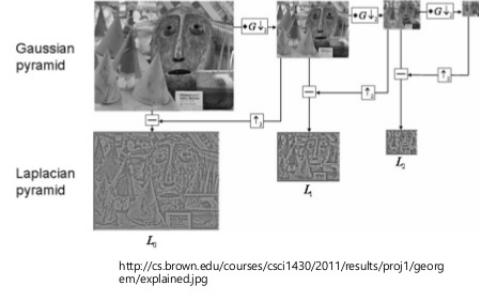 Gaussian
pyramid
•G↓
•G↓
•G↓
—
—
—
↑
↑
↑
Laplacian
pyramid
L₀
L₁
L₂
http://cs.brown.edu/courses/csci1430/2011/results/proj1/georg
em/explained.jpg